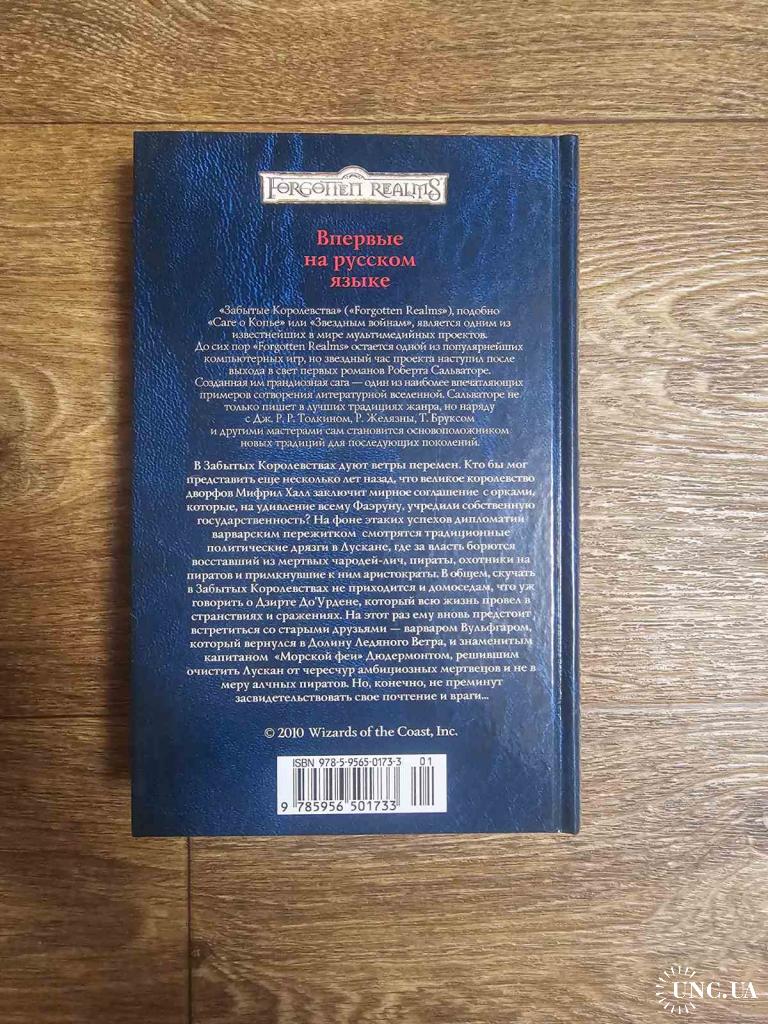 FORGOTTEN REALMS
Впервые
на русском
языке
«Забытые Королевства» («Forgotten Realms»), подобно
«Саге о Копье» или «Звездным войнам», является одним из
известнейших в мире мультимедийных проектов.
До сих пор «Forgotten Realms» остается одной из популярнейших
компьютерных игр, но звездный час проекта наступил после
выхода в свет первых романов Роберта Сальваторе.
Созданная им грандиозная сага — один из наиболее впечатляющих
примеров сотворения литературной вселенной. Сальваторе не
только пишет в лучших традициях жанра, но наряду
с Дж. Р. Р. Толкином, Р. Желязны, Т. Бруксом
и другими мастерами сам становится основоположником
новых традиций для последующих поколений.
В Забытых Королевствах дуют ветры перемен. Кто бы мог
представить еще несколько лет назад, что великое королевство
дворфов Мифрил Халл заключит мирное соглашение с орками,
которые, на удивление всему Фаэруну, учредили собственную
государственность? На фоне этаких успехов дипломатии
варварским пережитком смотрятся традиционные
политические дрязги в Лускане, где за власть борются
восставший из мертвых чародей-лич, пираты, охотники на
пиратов и примкнувшие к ним аристократы. В общем, скучать
в Забытых Королевствах не приходится и домоседам, что уж
говорить о Дзирте До'Урдене, который всю жизнь провел в
странствиях и сражениях. На этот раз ему вновь предстоит
встретиться со старыми друзьями — варваром Вульфгаром,
который вернулся в Долину Ледяного Ветра, и знаменитым
капитаном «Морской феи» Дюдермонтом, решившим
очистить Лускан от чересчур амбициозных мертвецов и не в
меру алчных пиратов. Но, конечно, не преминут
засвидетельствовать свое почтение и враги...
© 2010 Wizards of the Coast, Inc.
ISBN 978-5-9565-0173-3 01
9 785956 501733
UNC.UA